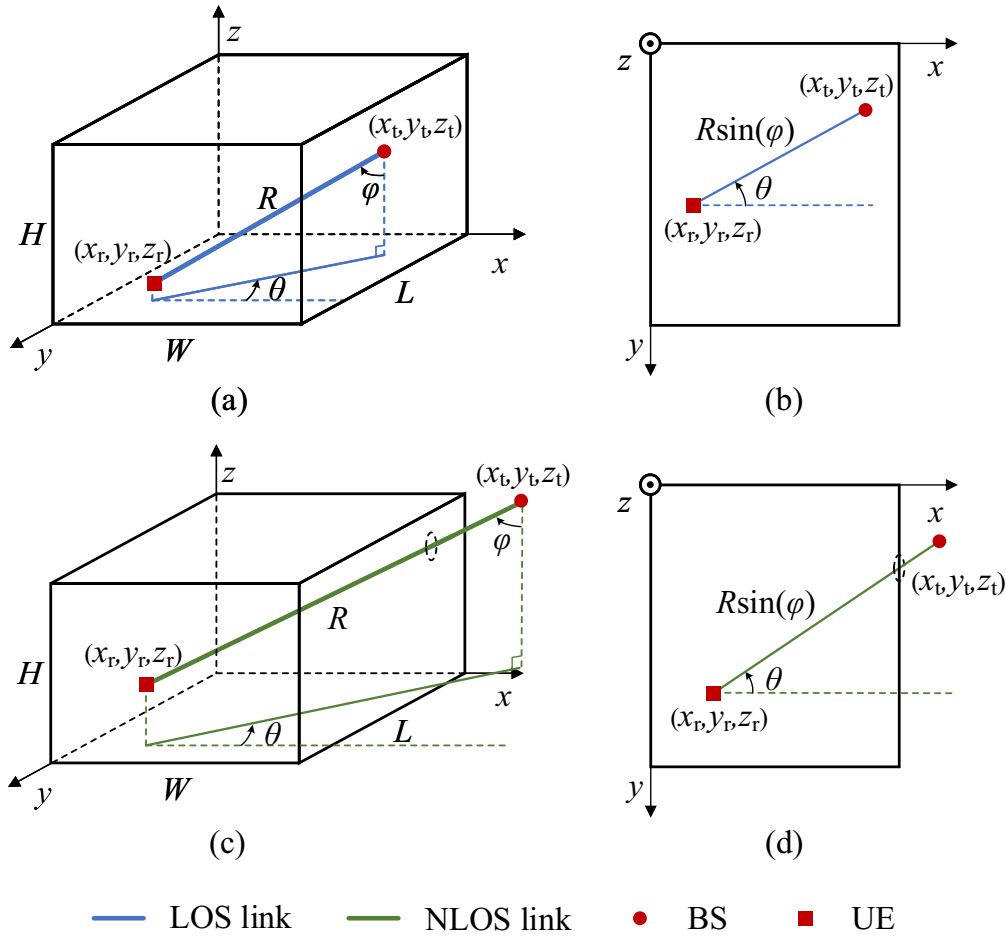 z
(xt,yt,zt)
φ
R
H
(xr,yr,zr)
θ
x
L
y
W
(a)
z
x
(xt,yt,zt)
Rsin(φ)
θ
(xr,yr,zr)
y
(b)
z
(xt,yt,zt)
φ
R
(xr,yr,zr)
H
x
θ
L
y
W
(c)
z
x
(xt,yt,zt)
Rsin(φ)
θ
(xr,yr,zr)
y
(d)
LOS link NLOS link BS UE